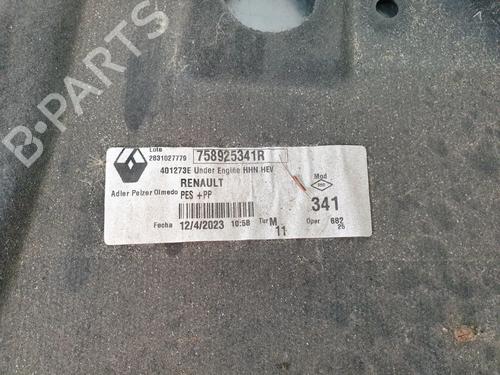 B-PARTS
Lote
2831027779
758925341R
401273E Under Engine HHN HEV
RENAULT
Adler Pelzer Olmedo
PES +PP
Mod
341
Fecha 12/4/2023 10:58 Tur M Oper 682
11 26